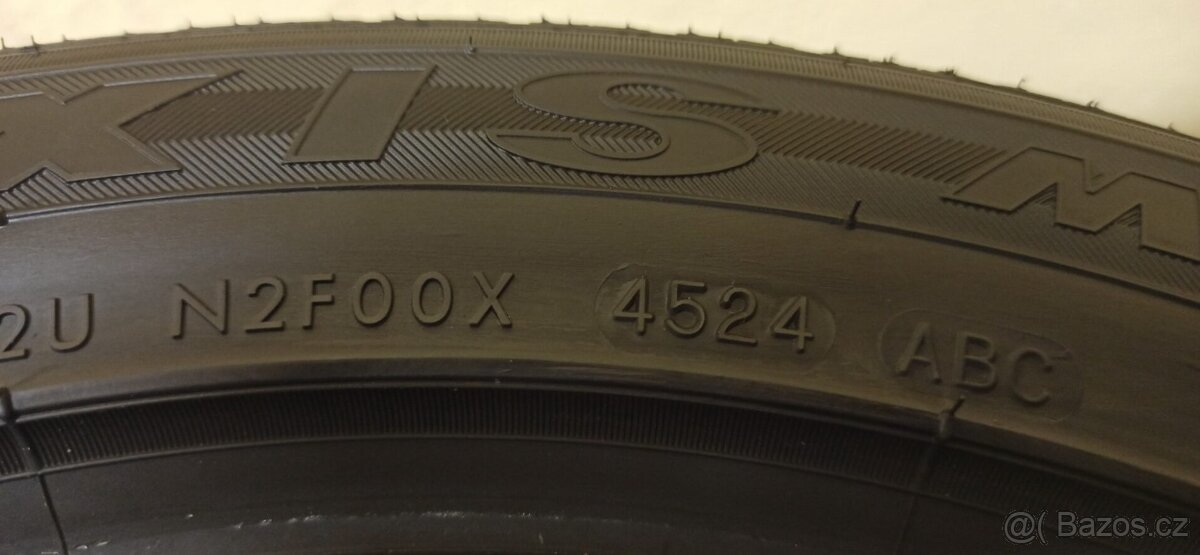 XIS M
2U N2F00X 4524 ABC
@( Bazos.cz